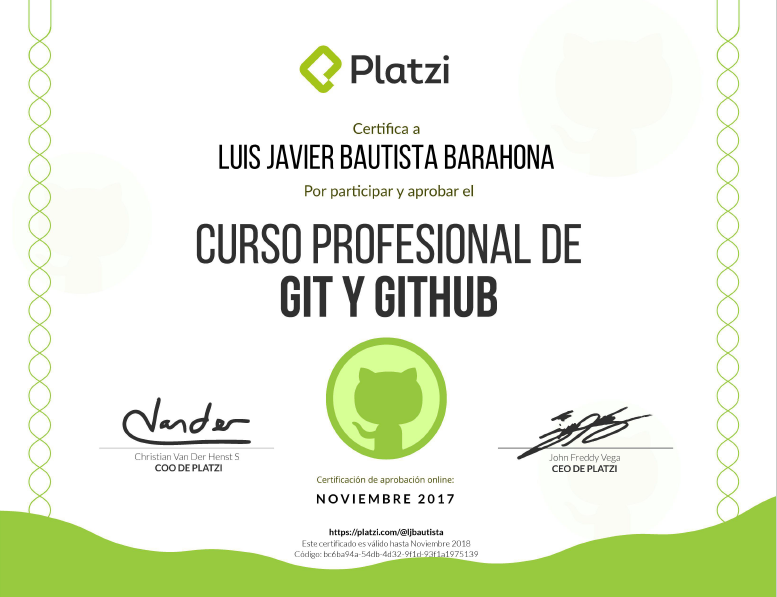 Platzi
Certifica a
LUIS JAVIER BAUTISTA BARAHONA
Por participar y aprobar el
CURSO PROFESIONAL DE
GIT Y GITHUB
Vander
Christian Van Der Henst S
COO DE PLATZI
John Freddy Vega
CEO DE PLATZI
Certificación de aprobación online:
NOVIEMBRE 2017
https://platzi.com/@ljbautista
Este certificado es válido hasta Noviembre 2018
Código: bc6ba94a-54db-4d32-9f1d-93f1a1975139